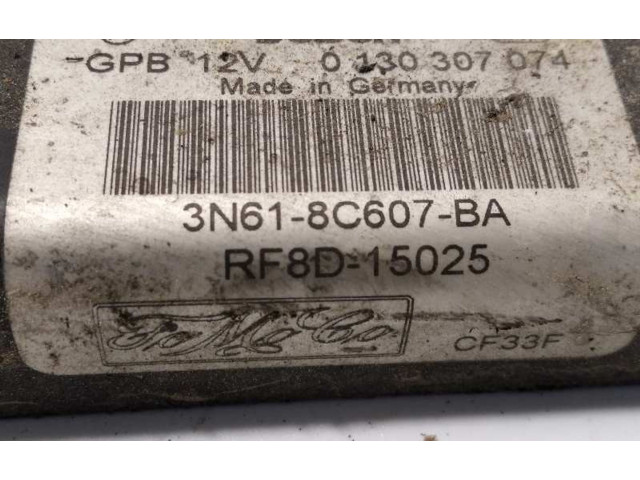 GPB 12V 0 130 307 074
Made in Germany
3N61-8C607-BA
RF8D-15025
FoMoCo
CF33F